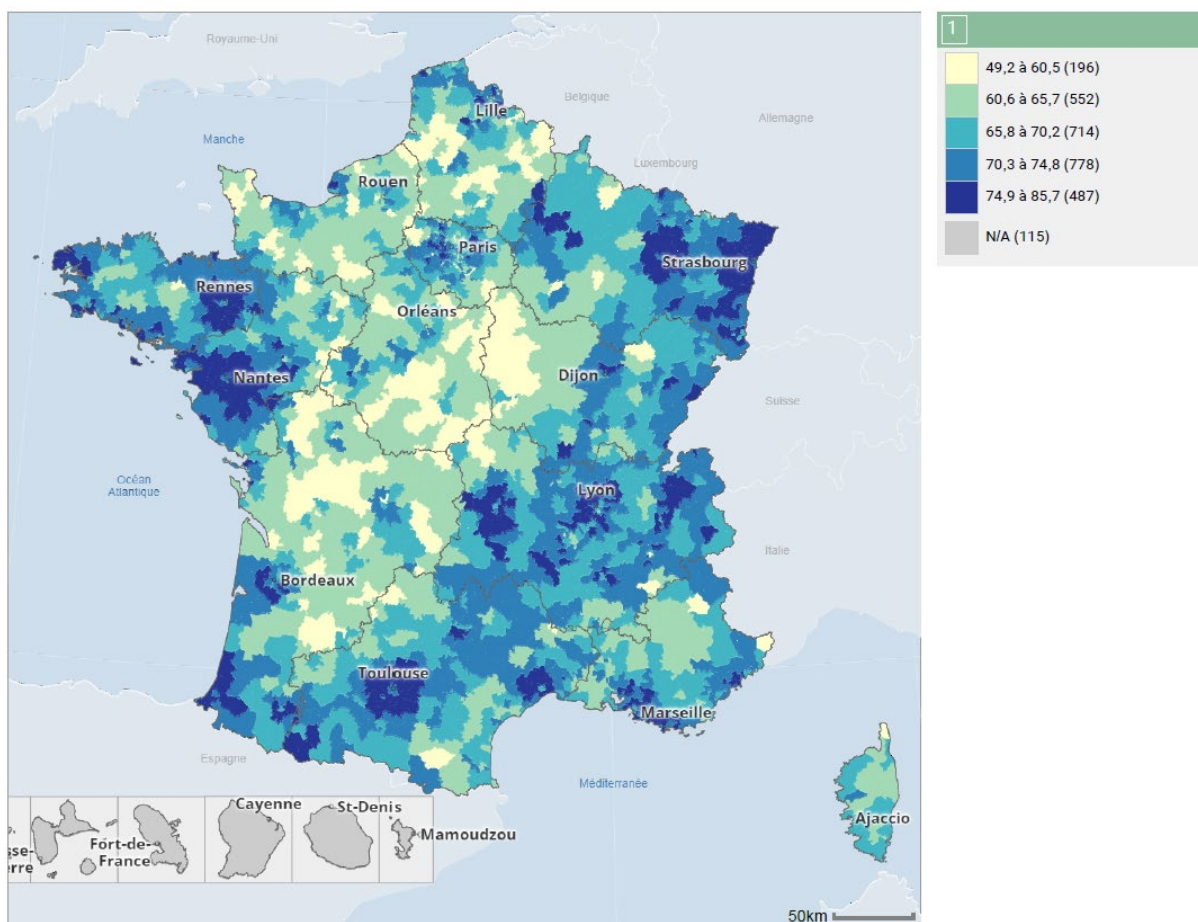 Royaume-Uni
Belgique
Allemagne
Lille
Manche
Luxembourg
Rouen
Paris
Strasbourg
Rennes
Orléans
Nantes
Dijon
Suisse
Océan
Atlantique
Lyon
Italie
Bordeaux
Toulouse
Marseille
Espagne
Méditerranée
Ajaccio
Cayenne
St-Denis
Mamoudzou
Fort-de-
France
sse-
erre
50km
1
49,2 à 60,5 (196)
60,6 à 65,7 (552)
65,8 à 70,2 (714)
70,3 à 74,8 (778)
74,9 à 85,7 (487)
N/A (115)